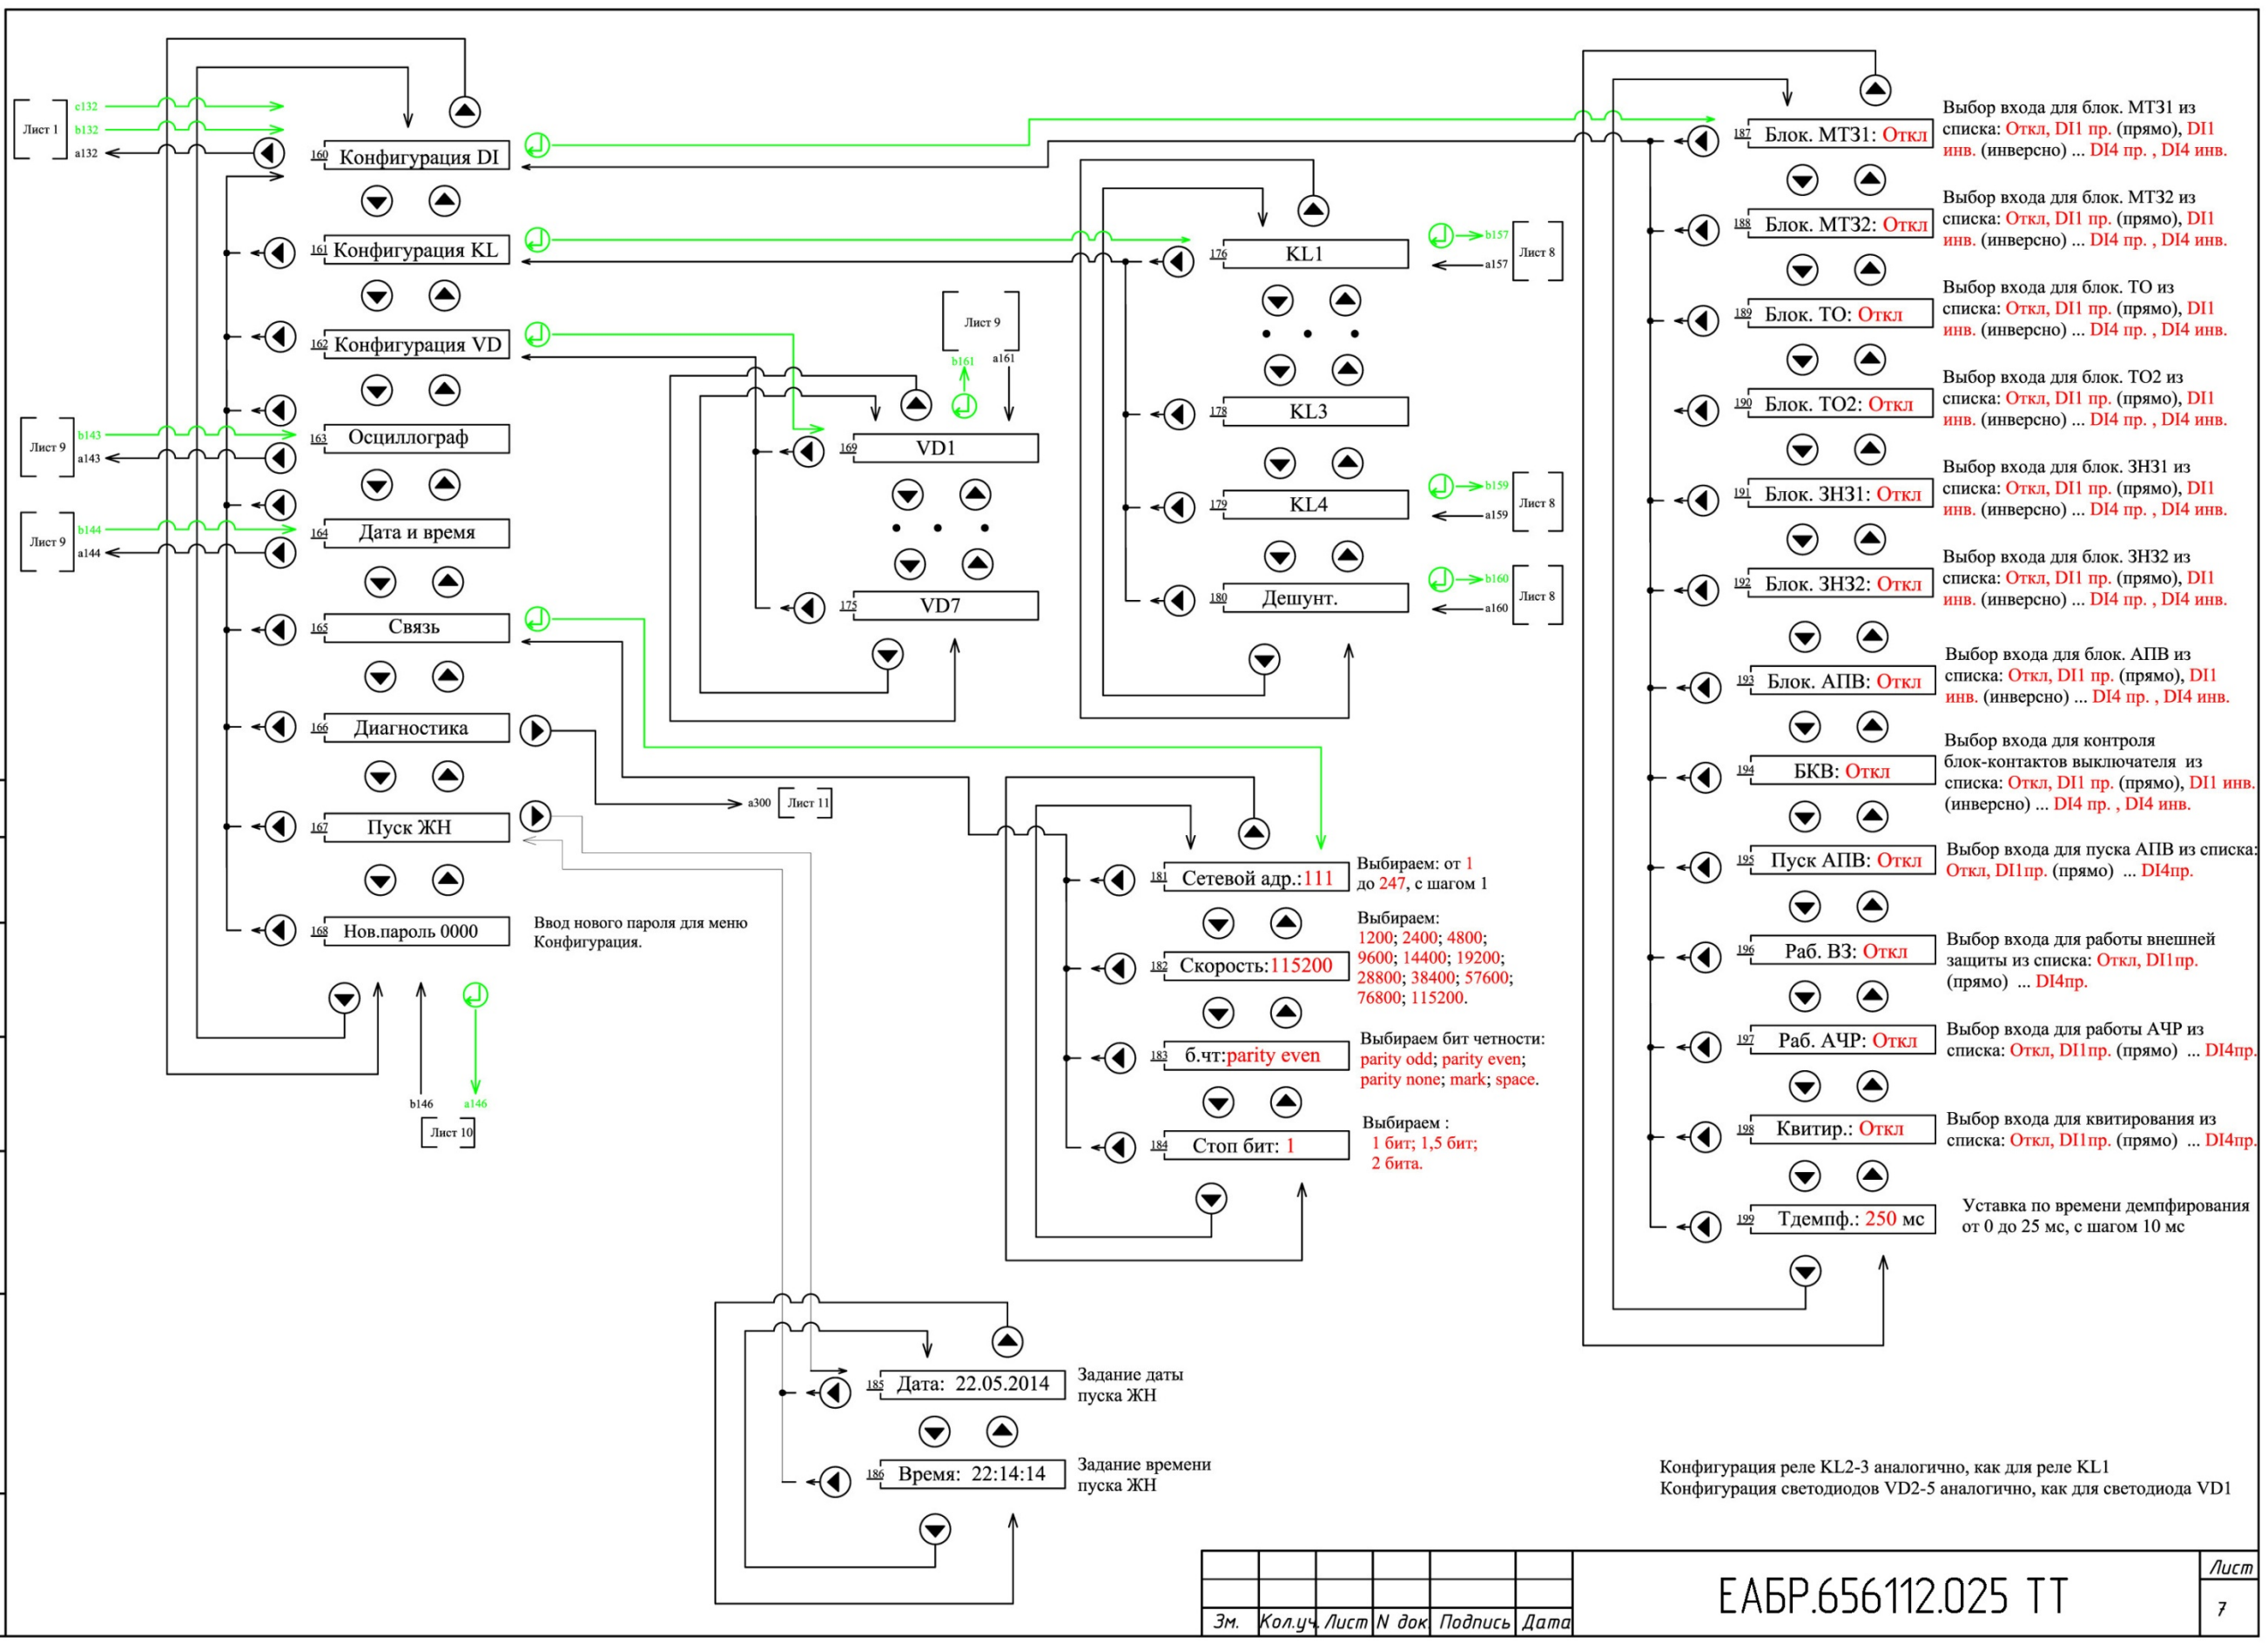 Лист 1
c132
b132
a132
160 Конфигурация DI
161 Конфигурация KL
162 Конфигурация VD
Лист 9
b143
a143
163 Осциллограф
Лист 9
b144
a144
164 Дата и время
165 Связь
166 Диагностика
a300 Лист 11
167 Пуск ЖН
168 Нов.пароль 0000
Ввод нового пароля для меню
Конфигурация.
b146
a146
Лист 10
Лист 9
b161
a161
169 VD1
175 VD7
176 KL1
b157
a157
Лист 8
178 KL3
179 KL4
b159
a159
Лист 8
180 Дешунт.
b160
a160
Лист 8
181 Сетевой адр.:111
Выбираем: от 1
до 247, с шагом 1
182 Скорость:115200
Выбираем:
1200; 2400; 4800;
9600; 14400; 19200;
28800; 38400; 57600;
76800; 115200.
183 б.чт:parity even
Выбираем бит четности:
parity odd; parity even;
parity none; mark; space.
184 Стоп бит: 1
Выбираем :
1 бит; 1,5 бит;
2 бита.
185 Дата: 22.05.2014
Задание даты
пуска ЖН
186 Время: 22:14:14
Задание времени
пуска ЖН
187 Блок. МТЗ1: Откл
Выбор входа для блок. МТЗ1 из
списка: Откл, DI1 пр. (прямо), DI1
инв. (инверсно) ... DI4 пр. , DI4 инв.
188 Блок. МТЗ2: Откл
Выбор входа для блок. МТЗ2 из
списка: Откл, DI1 пр. (прямо), DI1
инв. (инверсно) ... DI4 пр. , DI4 инв.
189 Блок. ТО: Откл
Выбор входа для блок. ТО из
списка: Откл, DI1 пр. (прямо), DI1
инв. (инверсно) ... DI4 пр. , DI4 инв.
190 Блок. ТО2: Откл
Выбор входа для блок. ТО2 из
списка: Откл, DI1 пр. (прямо), DI1
инв. (инверсно) ... DI4 пр. , DI4 инв.
191 Блок. ЗНЗ1: Откл
Выбор входа для блок. ЗНЗ1 из
списка: Откл, DI1 пр. (прямо), DI1
инв. (инверсно) ... DI4 пр. , DI4 инв.
192 Блок. ЗНЗ2: Откл
Выбор входа для блок. ЗНЗ2 из
списка: Откл, DI1 пр. (прямо), DI1
инв. (инверсно) ... DI4 пр. , DI4 инв.
193 Блок. АПВ: Откл
Выбор входа для блок. АПВ из
списка: Откл, DI1 пр. (прямо), DI1
инв. (инверсно) ... DI4 пр. , DI4 инв.
194 БКВ: Откл
Выбор входа для контроля
блок-контактов выключателя из
списка: Откл, DI1 пр. (прямо), DI1 инв.
(инверсно) ... DI4 пр. , DI4 инв.
195 Пуск АПВ: Откл
Выбор входа для пуска АПВ из списка:
Откл, DI1пр. (прямо) ... DI4пр.
196 Раб. ВЗ: Откл
Выбор входа для работы внешней
защиты из списка: Откл, DI1пр.
(прямо) ... DI4пр.
197 Раб. АЧР: Откл
Выбор входа для работы АЧР из
списка: Откл, DI1пр. (прямо) ... DI4пр.
198 Квитир.: Откл
Выбор входа для квитирования из
списка: Откл, DI1пр. (прямо) ... DI4пр.
199 Тдемпф.: 250 мс
Уставка по времени демпфирования
от 0 до 25 мс, с шагом 10 мс
Конфигурация реле KL2-3 аналогично, как для реле KL1
Конфигурация светодиодов VD2-5 аналогично, как для светодиода VD1
Зм. Кол.уч. Лист N док. Подпись Дата
ЕАБР.656112.025 ТТ
Лист
7